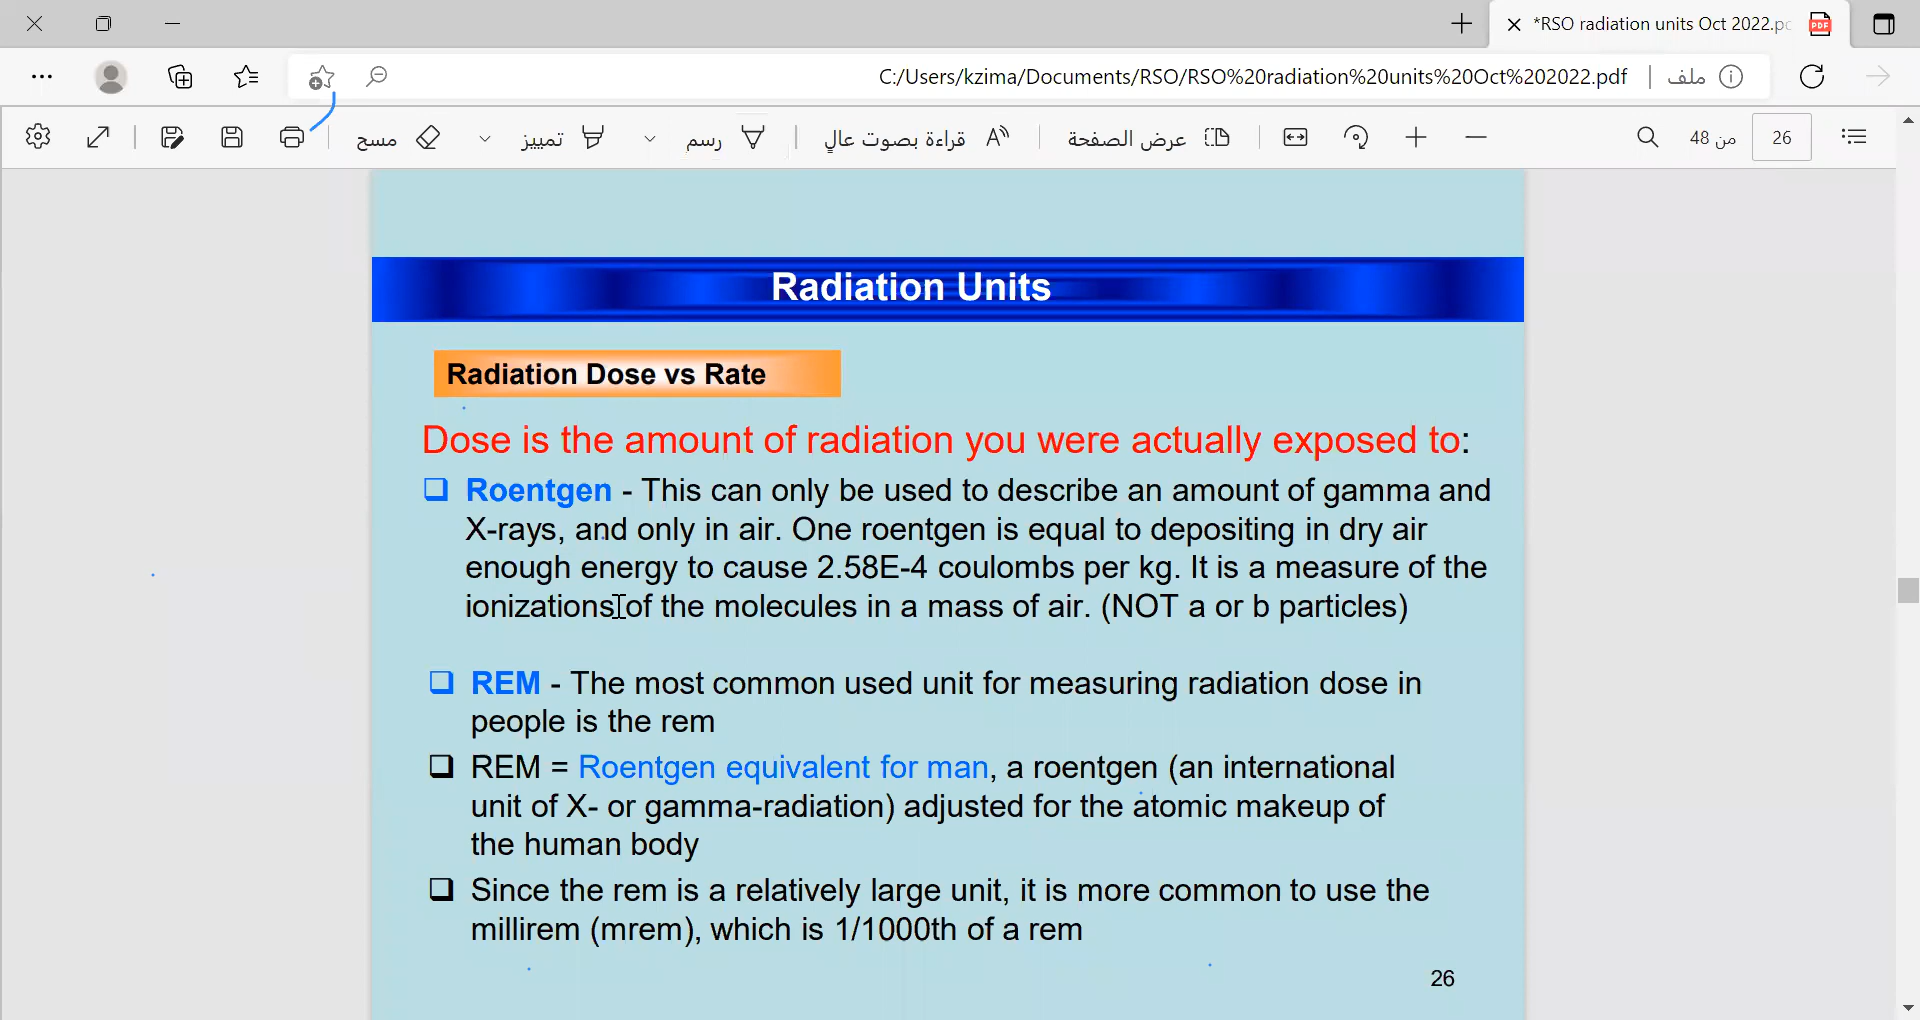 *RSO radiation units Oct 2022.pd
C:/Users/kzima/Documents/RSO/RSO%20radiation%20units%20Oct%202022.pdf
ملف
مسح
تمييز
رسم
قراءة بصوت عالٍ
عرض الصفحة
من 48
26
Radiation Units
Radiation Dose vs Rate
Dose is the amount of radiation you were actually exposed to:
❑ Roentgen - This can only be used to describe an amount of gamma and
X-rays, and only in air. One roentgen is equal to depositing in dry air
enough energy to cause 2.58E-4 coulombs per kg. It is a measure of the
ionizations of the molecules in a mass of air. (NOT a or b particles)
❑ REM - The most common used unit for measuring radiation dose in
people is the rem
❑ REM = Roentgen equivalent for man, a roentgen (an international
unit of X- or gamma-radiation) adjusted for the atomic makeup of
the human body
❑ Since the rem is a relatively large unit, it is more common to use the
millirem (mrem), which is 1/1000th of a rem
26